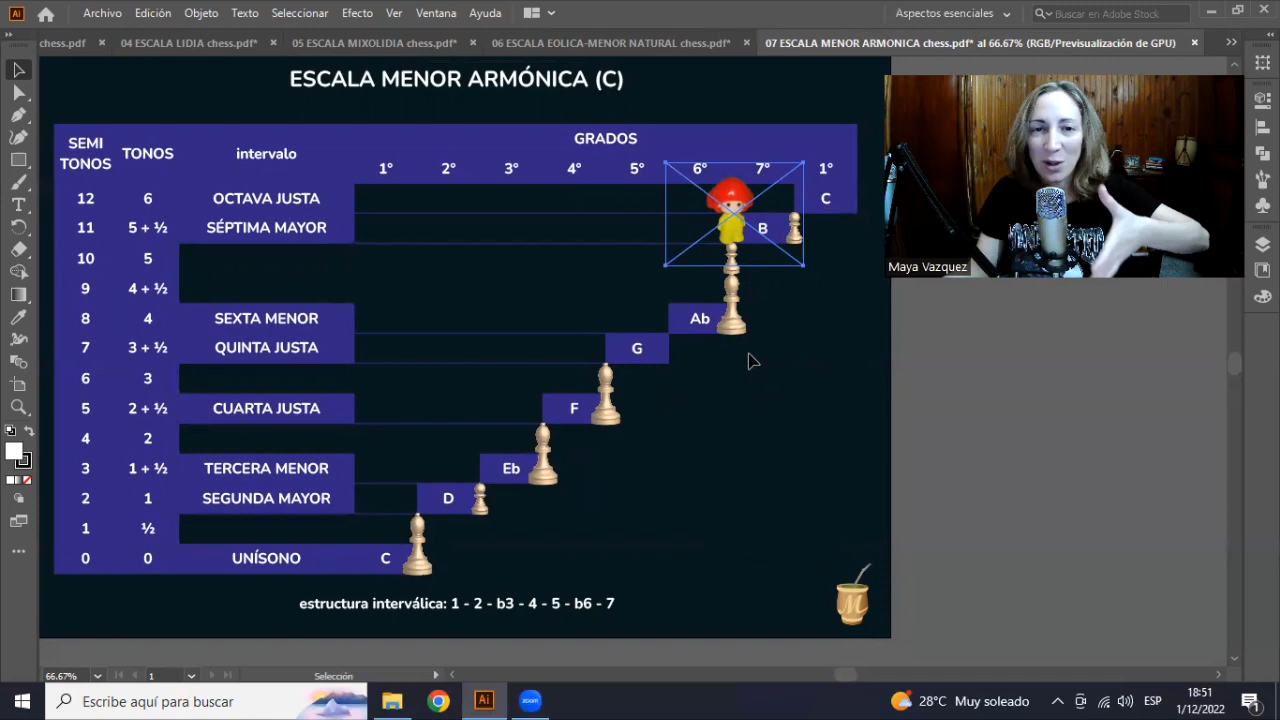 Archivo Edición Objeto Texto Seleccionar Efecto Ver Ventana Ayuda Aspectos esenciales Buscar en Adobe Stock
chess.pdf × 04 ESCALA LIDIA chess.pdf* × 05 ESCALA MIXOLIDIA chess.pdf* × 06 ESCALA EOLICA-MENOR NATURAL chess.pdf* × 07 ESCALA MENOR ARMONICA chess.pdf* al 66.67% (RGB/Previsualización de GPU) ×
ESCALA MENOR ARMÓNICA (C)
SEMI TONOS TONOS intervalo GRADOS
1° 2° 3° 4° 5° 6° 7° 1°
12 6 OCTAVA JUSTA C
11 5 + ½ SÉPTIMA MAYOR B
10 5
9 4 + ½
8 4 SEXTA MENOR Ab
7 3 + ½ QUINTA JUSTA G
6 3
5 2 + ½ CUARTA JUSTA F
4 2
3 1 + ½ TERCERA MENOR Eb
2 1 SEGUNDA MAYOR D
1 ½
0 0 UNÍSONO C
estructura interválica: 1 - 2 - b3 - 4 - 5 - b6 - 7
M
Maya Vazquez
66.67% 1 Selección
Escribe aquí para buscar
Ai
zoom
28°C Muy soleado ESP 18:51
1/12/2022
1